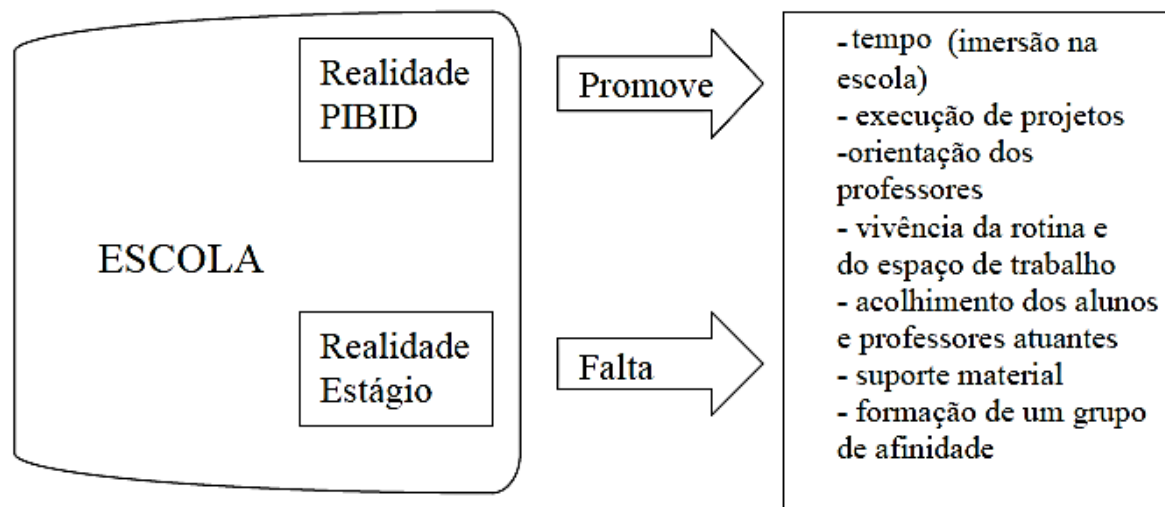 ESCOLA
Realidade
PIBID
Promove
Realidade
Estágio
Falta
-tempo (imersão na
escola)
- execução de projetos
-orientação dos
professores
- vivência da rotina e
do espaço de trabalho
- acolhimento dos alunos
e professores atuantes
- suporte material
- formação de um grupo
de afinidade